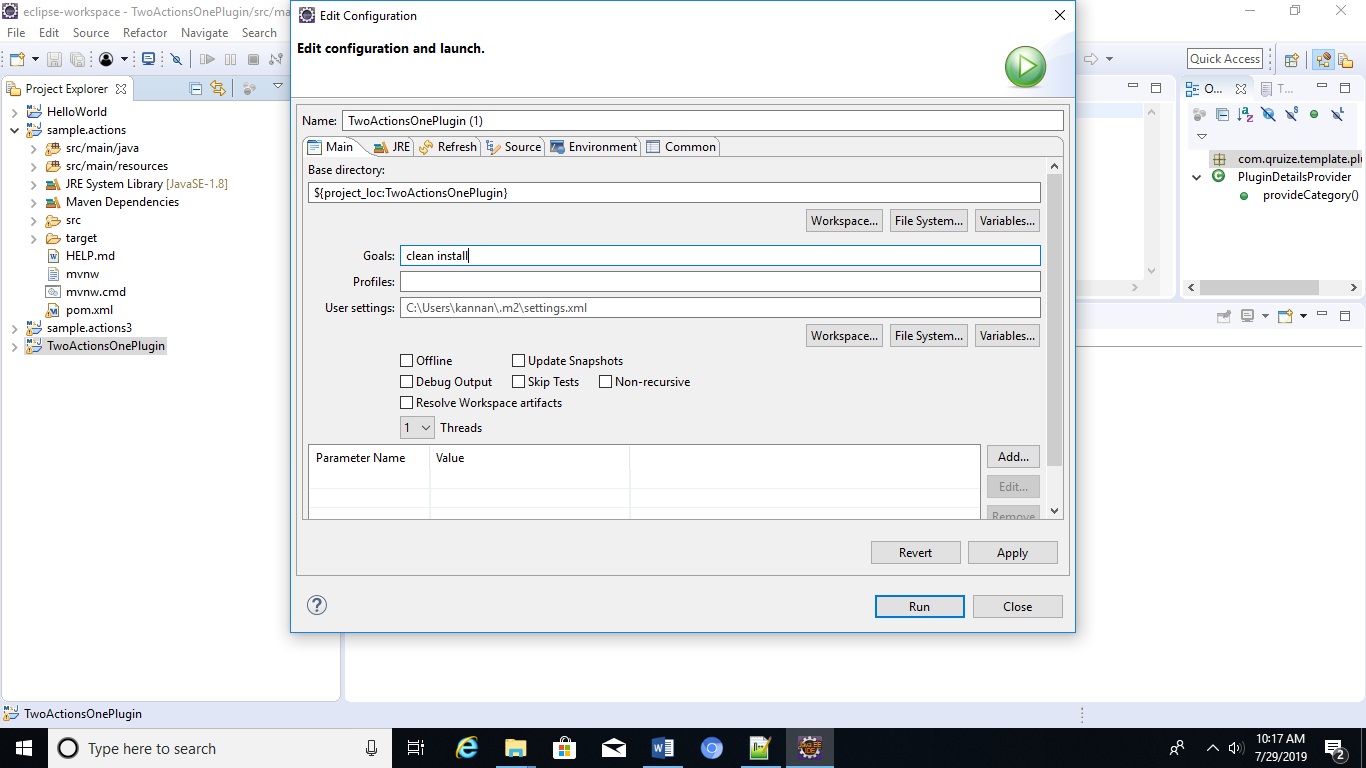 eclipse-workspace - TwoActionsOnePlugin/src/ma
Edit Configuration
File Edit Source Refactor Navigate Search
Edit configuration and launch.
Quick Access
Project Explorer
O... T...
HelloWorld
sample.actions
src/main/java
src/main/resources
JRE System Library [JavaSE-1.8]
Maven Dependencies
src
target
HELP.md
mvnw
mvnw.cmd
pom.xml
sample.actions3
TwoActionsOnePlugin
Name: TwoActionsOnePlugin (1)
Main JRE Refresh Source Environment Common
Base directory:
${project_loc:TwoActionsOnePlugin}
Workspace... File System... Variables...
Goals: clean install
Profiles:
User settings: C:\Users\kannan\.m2\settings.xml
Workspace... File System... Variables...
Offline Update Snapshots
Debug Output Skip Tests Non-recursive
Resolve Workspace artifacts
1 Threads
Parameter Name Value
Add...
Edit...
Remove
Revert Apply
Run Close
com.qruize.template.pl
PluginDetailsProvider
provideCategory()
TwoActionsOnePlugin
Type here to search
10:17 AM
7/29/2019
2